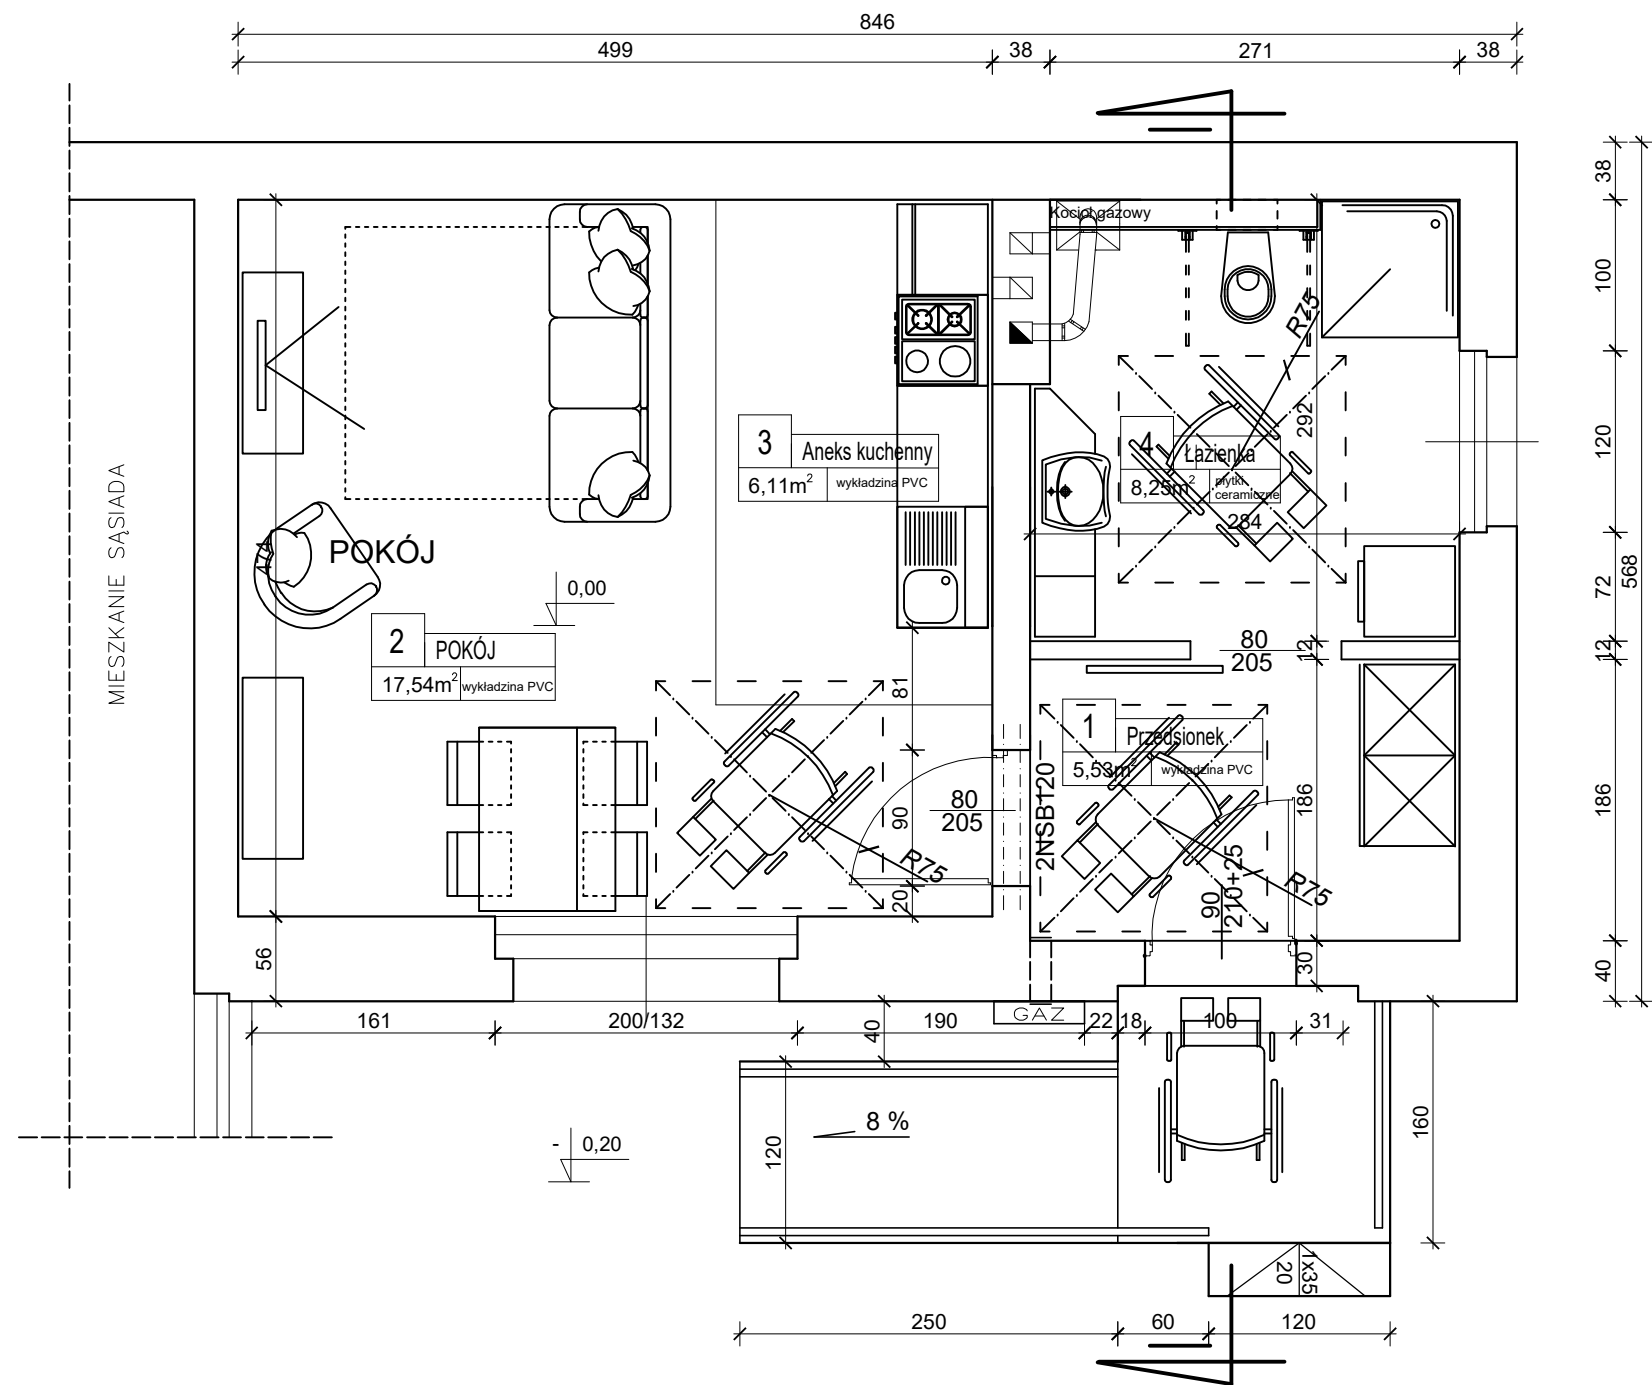 846
499
38
271
38
38
100
120
72
12
186
40
568
Kocioł gazowy
R75
292
3
Aneks kuchenny
6,11m²
wykładzina PVC
4
Łazienka
8,25m²
płytki
ceramiczne
284
MIESZKANIE SĄSIADA
474
POKÓJ
0,00
2
POKÓJ
17,54m²
wykładzina PVC
80
205
12
81
1
Przedsionek
5,53m²
wykładzina PVC
2NSB120
186
90
80
205
R75
R75
20
90
210+25
56
30
GAZ
161
200/132
190
40
22
18
100
31
8 %
120
160
- 0,20
1x35
20
250
60
120